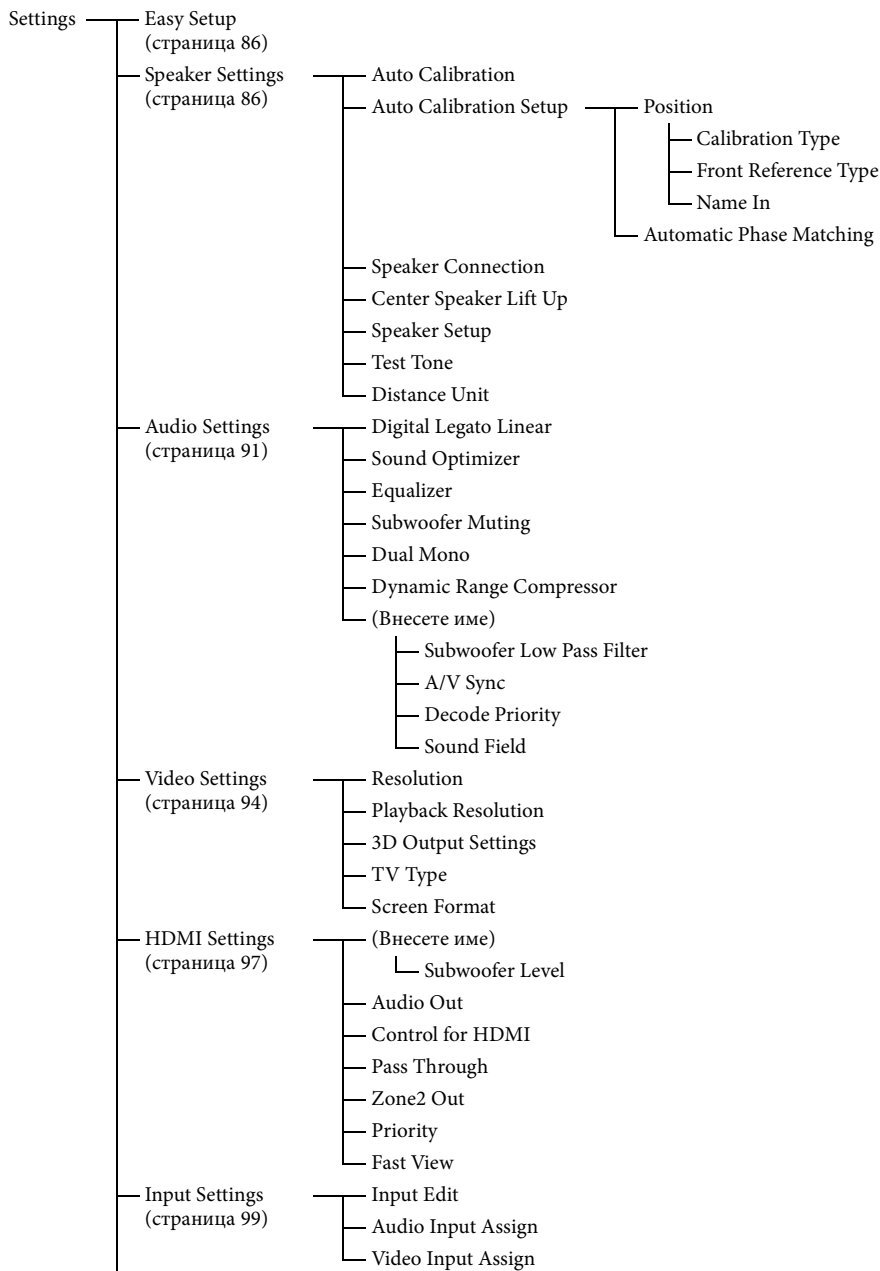 Settings
Easy Setup
(страница 86)
Speaker Settings
(страница 86)
Auto Calibration
Auto Calibration Setup
Position
Calibration Type
Front Reference Type
Name In
Automatic Phase Matching
Speaker Connection
Center Speaker Lift Up
Speaker Setup
Test Tone
Distance Unit
Audio Settings
(страница 91)
Digital Legato Linear
Sound Optimizer
Equalizer
Subwoofer Muting
Dual Mono
Dynamic Range Compressor
(Внесете име)
Subwoofer Low Pass Filter
A/V Sync
Decode Priority
Sound Field
Video Settings
(страница 94)
Resolution
Playback Resolution
3D Output Settings
TV Type
Screen Format
HDMI Settings
(страница 97)
(Внесете име)
Subwoofer Level
Audio Out
Control for HDMI
Pass Through
Zone2 Out
Priority
Fast View
Input Settings
(страница 99)
Input Edit
Audio Input Assign
Video Input Assign